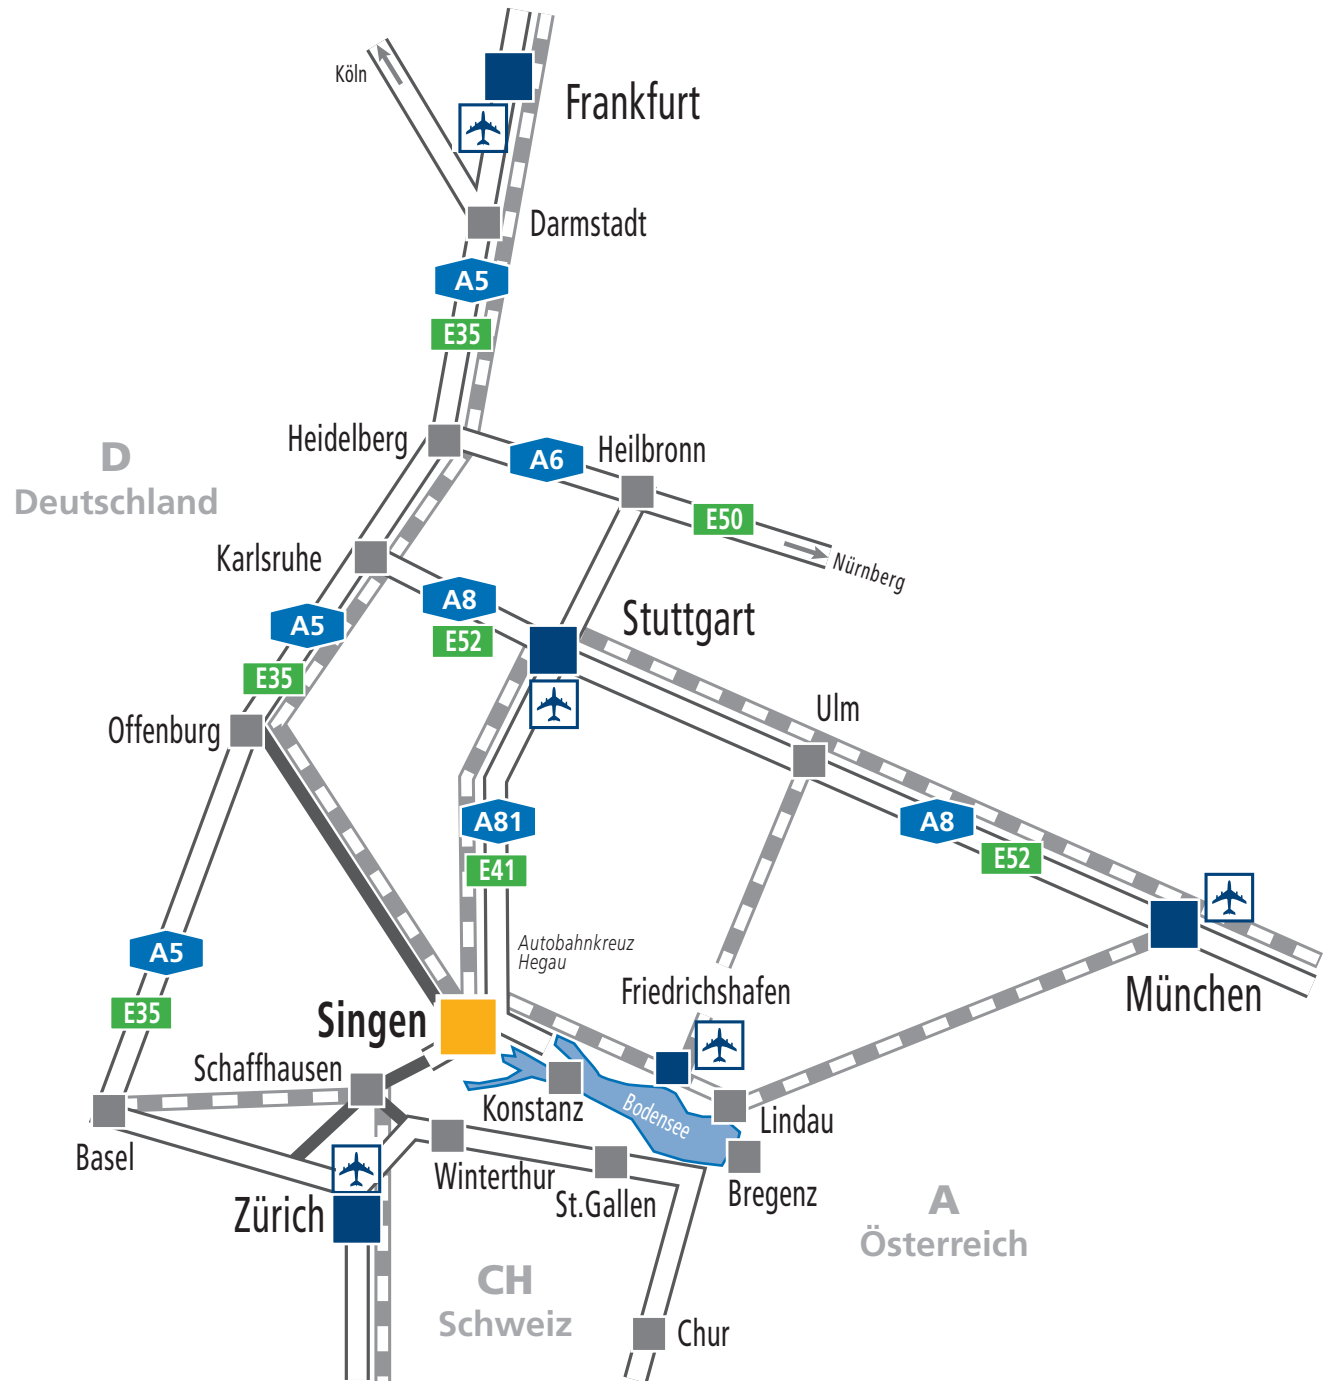 Köln
Frankfurt
Darmstadt
A5
E35
Heidelberg
A6
Heilbronn
D
Deutschland
E50
Nürnberg
Karlsruhe
A8
E52
A5
Stuttgart
E35
Offenburg
Ulm
A81
A8
E52
E41
Autobahnkreuz
Hegau
A5
E35
Friedrichshafen
München
Singen
Schaffhausen
Konstanz
Bodensee
Lindau
Basel
Winterthur
St.Gallen
Bregenz
Zürich
A
Österreich
CH
Schweiz
Chur